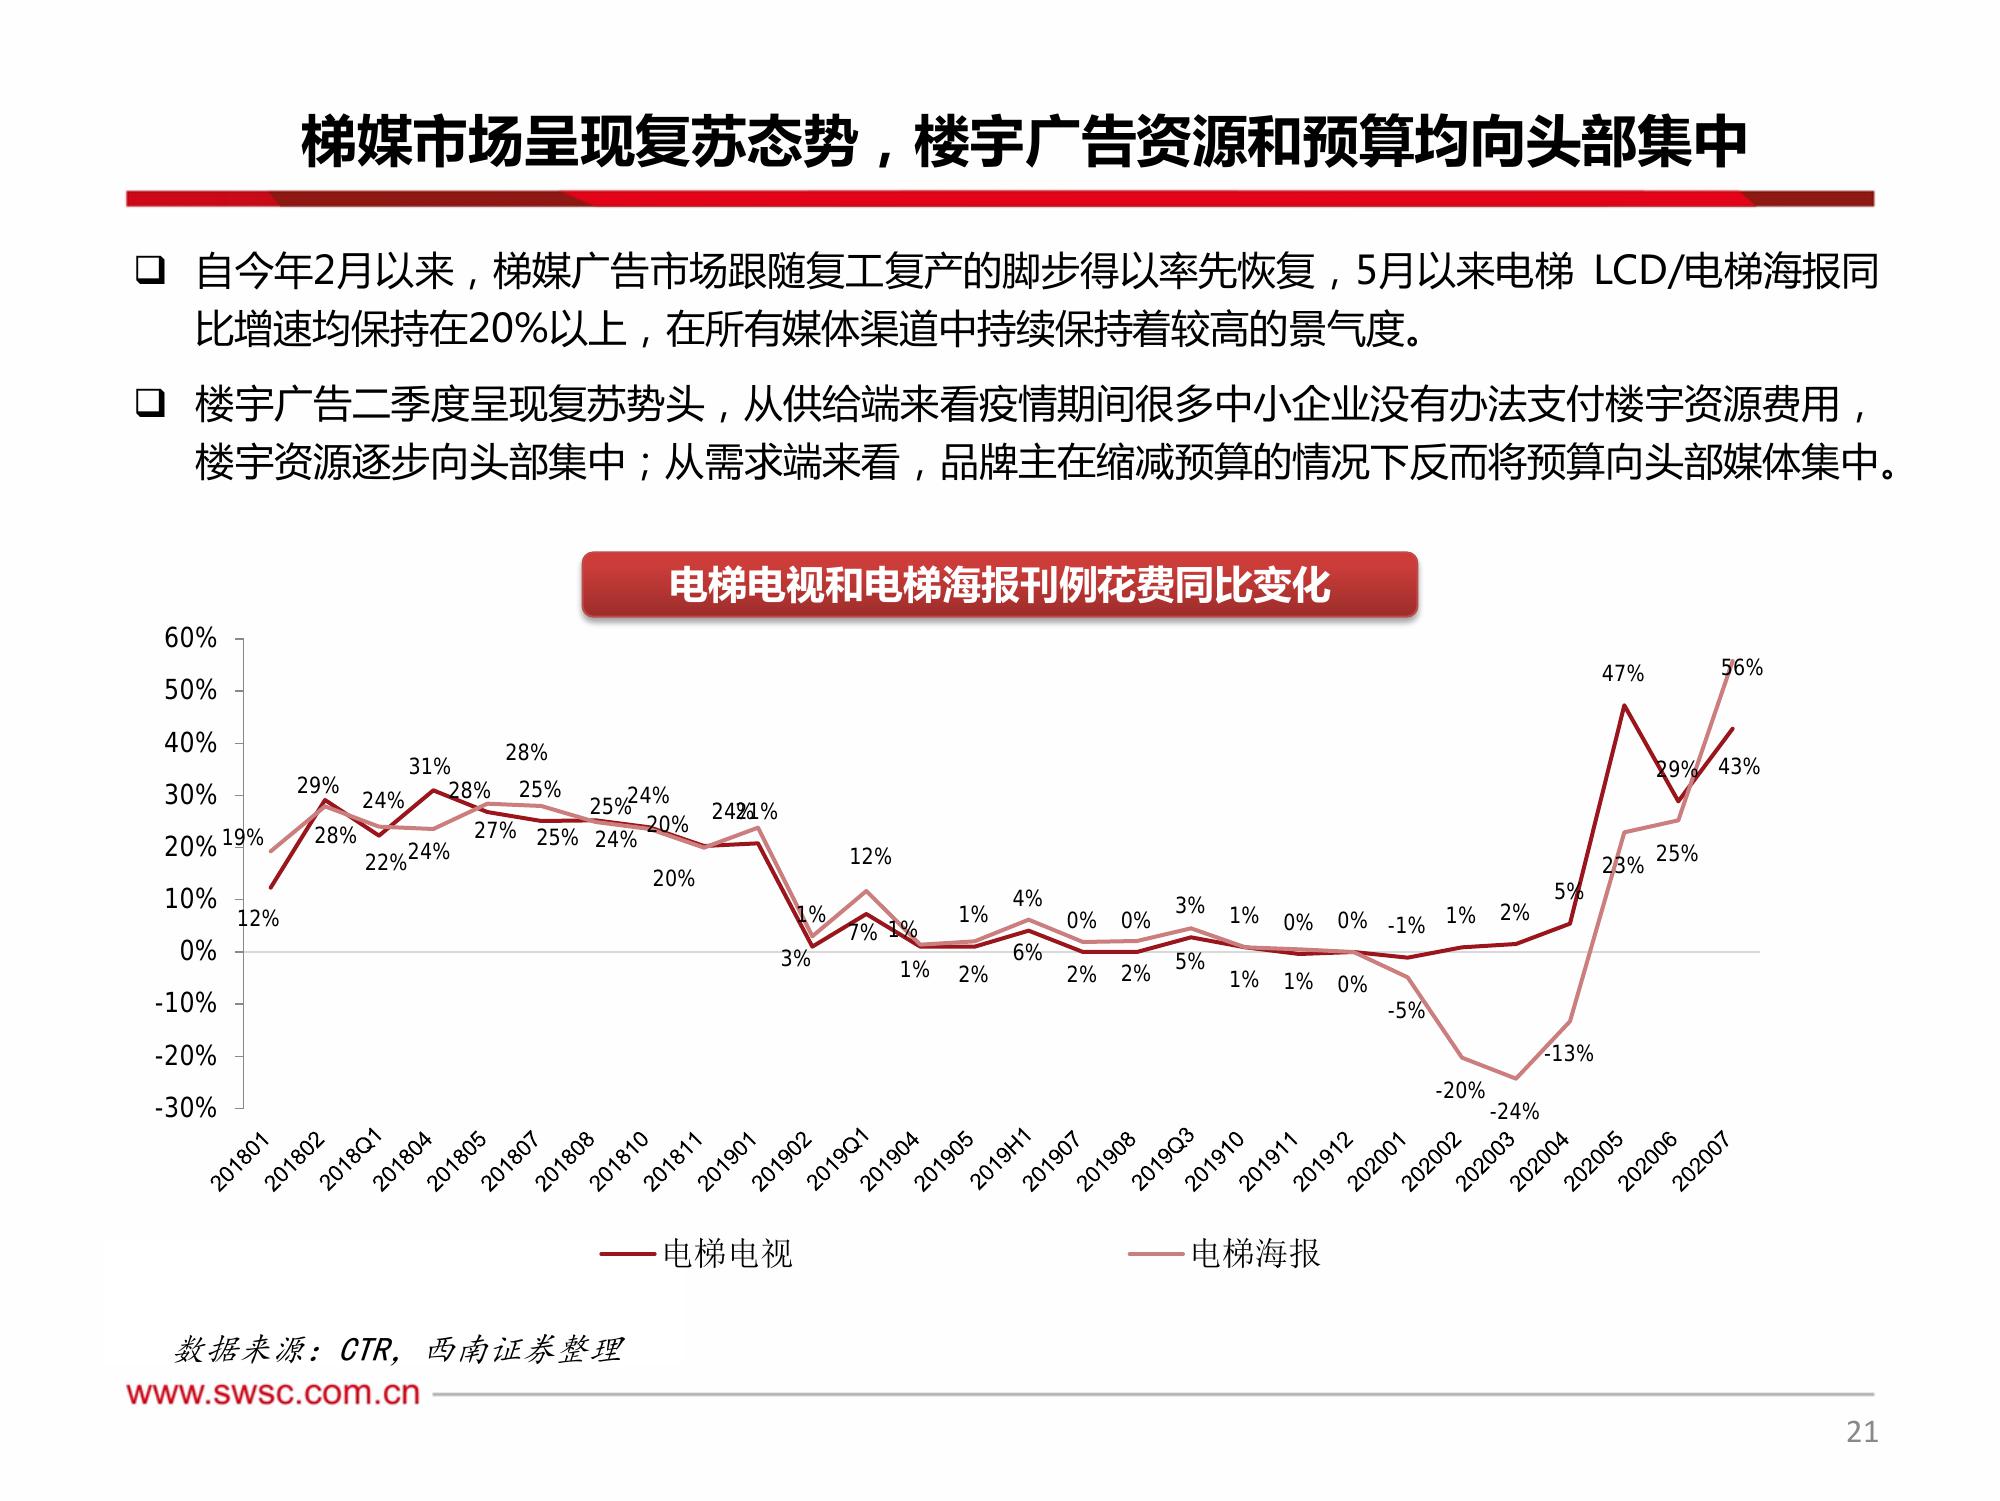 梯媒市场呈现复苏态势，楼宇广告资源和预算均向头部集中
❑ 自今年2月以来，梯媒广告市场跟随复工复产的脚步得以率先恢复，5月以来电梯 LCD/电梯海报同
比增速均保持在20%以上，在所有媒体渠道中持续保持着较高的景气度。
❑ 楼宇广告二季度呈现复苏势头，从供给端来看疫情期间很多中小企业没有办法支付楼宇资源费用，
楼宇资源逐步向头部集中；从需求端来看，品牌主在缩减预算的情况下反而将预算向头部媒体集中。
电梯电视和电梯海报刊例花费同比变化
60%
50%
40%
30%
20%
10%
0%
-10%
-20%
-30%
12% 29% 22% 31% 27% 25% 25% 24% 20% 21% 1% 7% 1% 1% 4% 0% 0% 3% 1% 0% 0% -1% 1% 2% 5% 47% 29% 43%
19% 28% 24% 24% 28% 28% 25% 24% 20% 24% 3% 12% 1% 2% 6% 2% 2% 5% 1% 1% 0% -5% -20% -24% -13% 23% 25% 56%
201801 201802 2018Q1 201804 201805 201807 201808 201810 201811 201901 201902 2019Q1 201904 201905 2019H1 201907 201908 2019Q3 201910 201911 201912 202001 202002 202003 202004 202005 202006 202007
电梯电视 电梯海报
数据来源：CTR，西南证券整理
www.swsc.com.cn
21